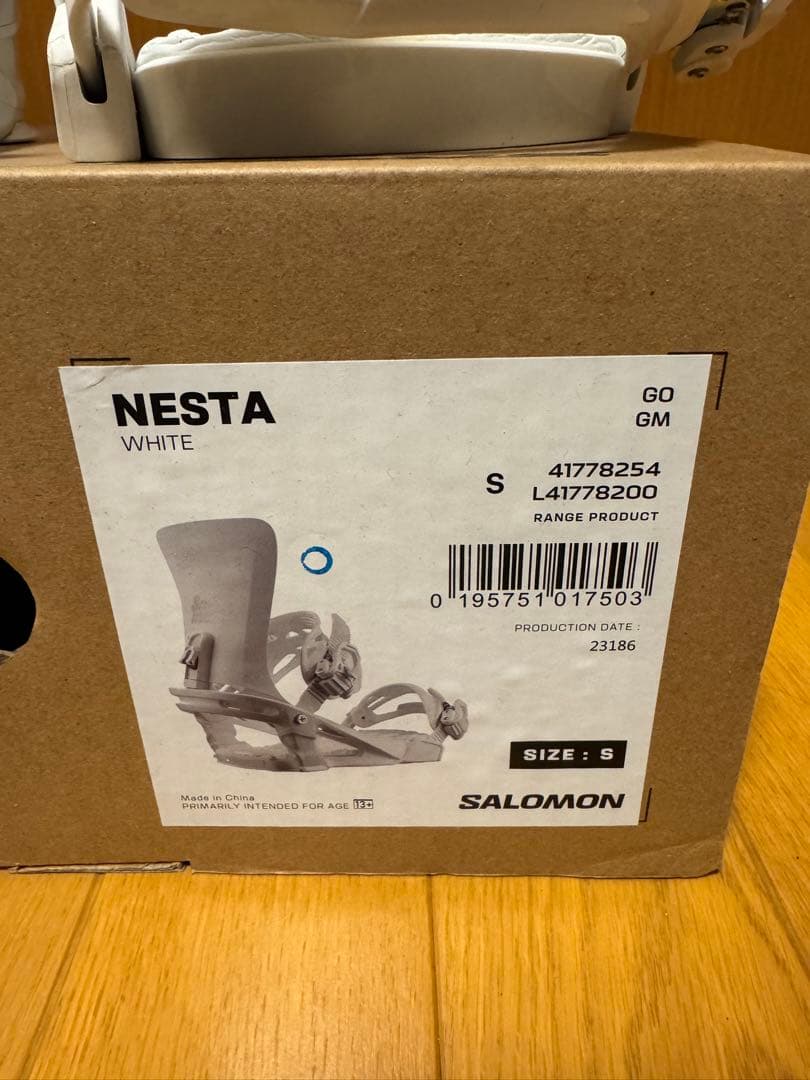 NESTA
WHITE
GO
GM
S
41778254
L41778200
RANGE PRODUCT
0 195751 017503
PRODUCTION DATE :
23186
SIZE : S
Made in China
PRIMARILY INTENDED FOR AGE 13+
SALOMON